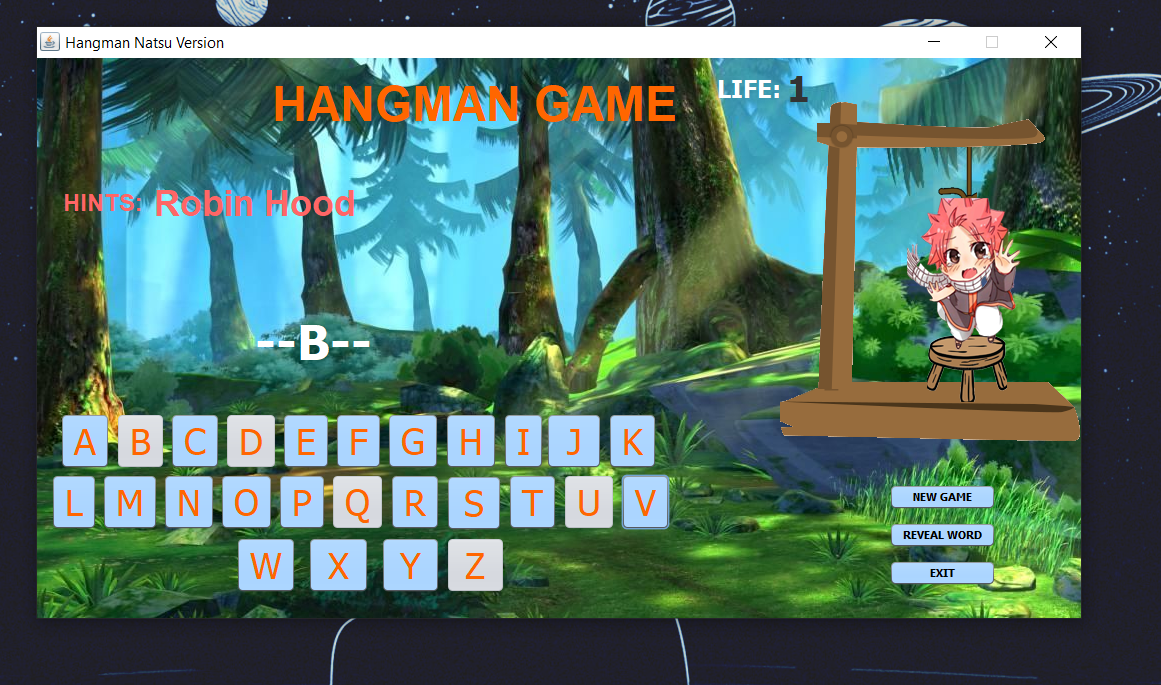 Hangman Natsu Version
HANGMAN GAME
LIFE: 1
HINTS: Robin Hood
--B--
A B C D E F G H I J K
L M N O P Q R S T U V
W X Y Z
NEW GAME
REVEAL WORD
EXIT